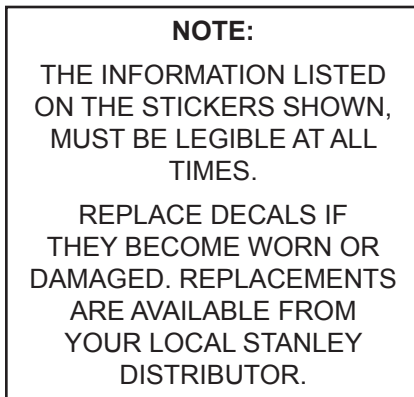 NOTE:
THE INFORMATION LISTED
ON THE STICKERS SHOWN,
MUST BE LEGIBLE AT ALL
TIMES.
REPLACE DECALS IF
THEY BECOME WORN OR
DAMAGED. REPLACEMENTS
ARE AVAILABLE FROM
YOUR LOCAL STANLEY
DISTRIBUTOR.